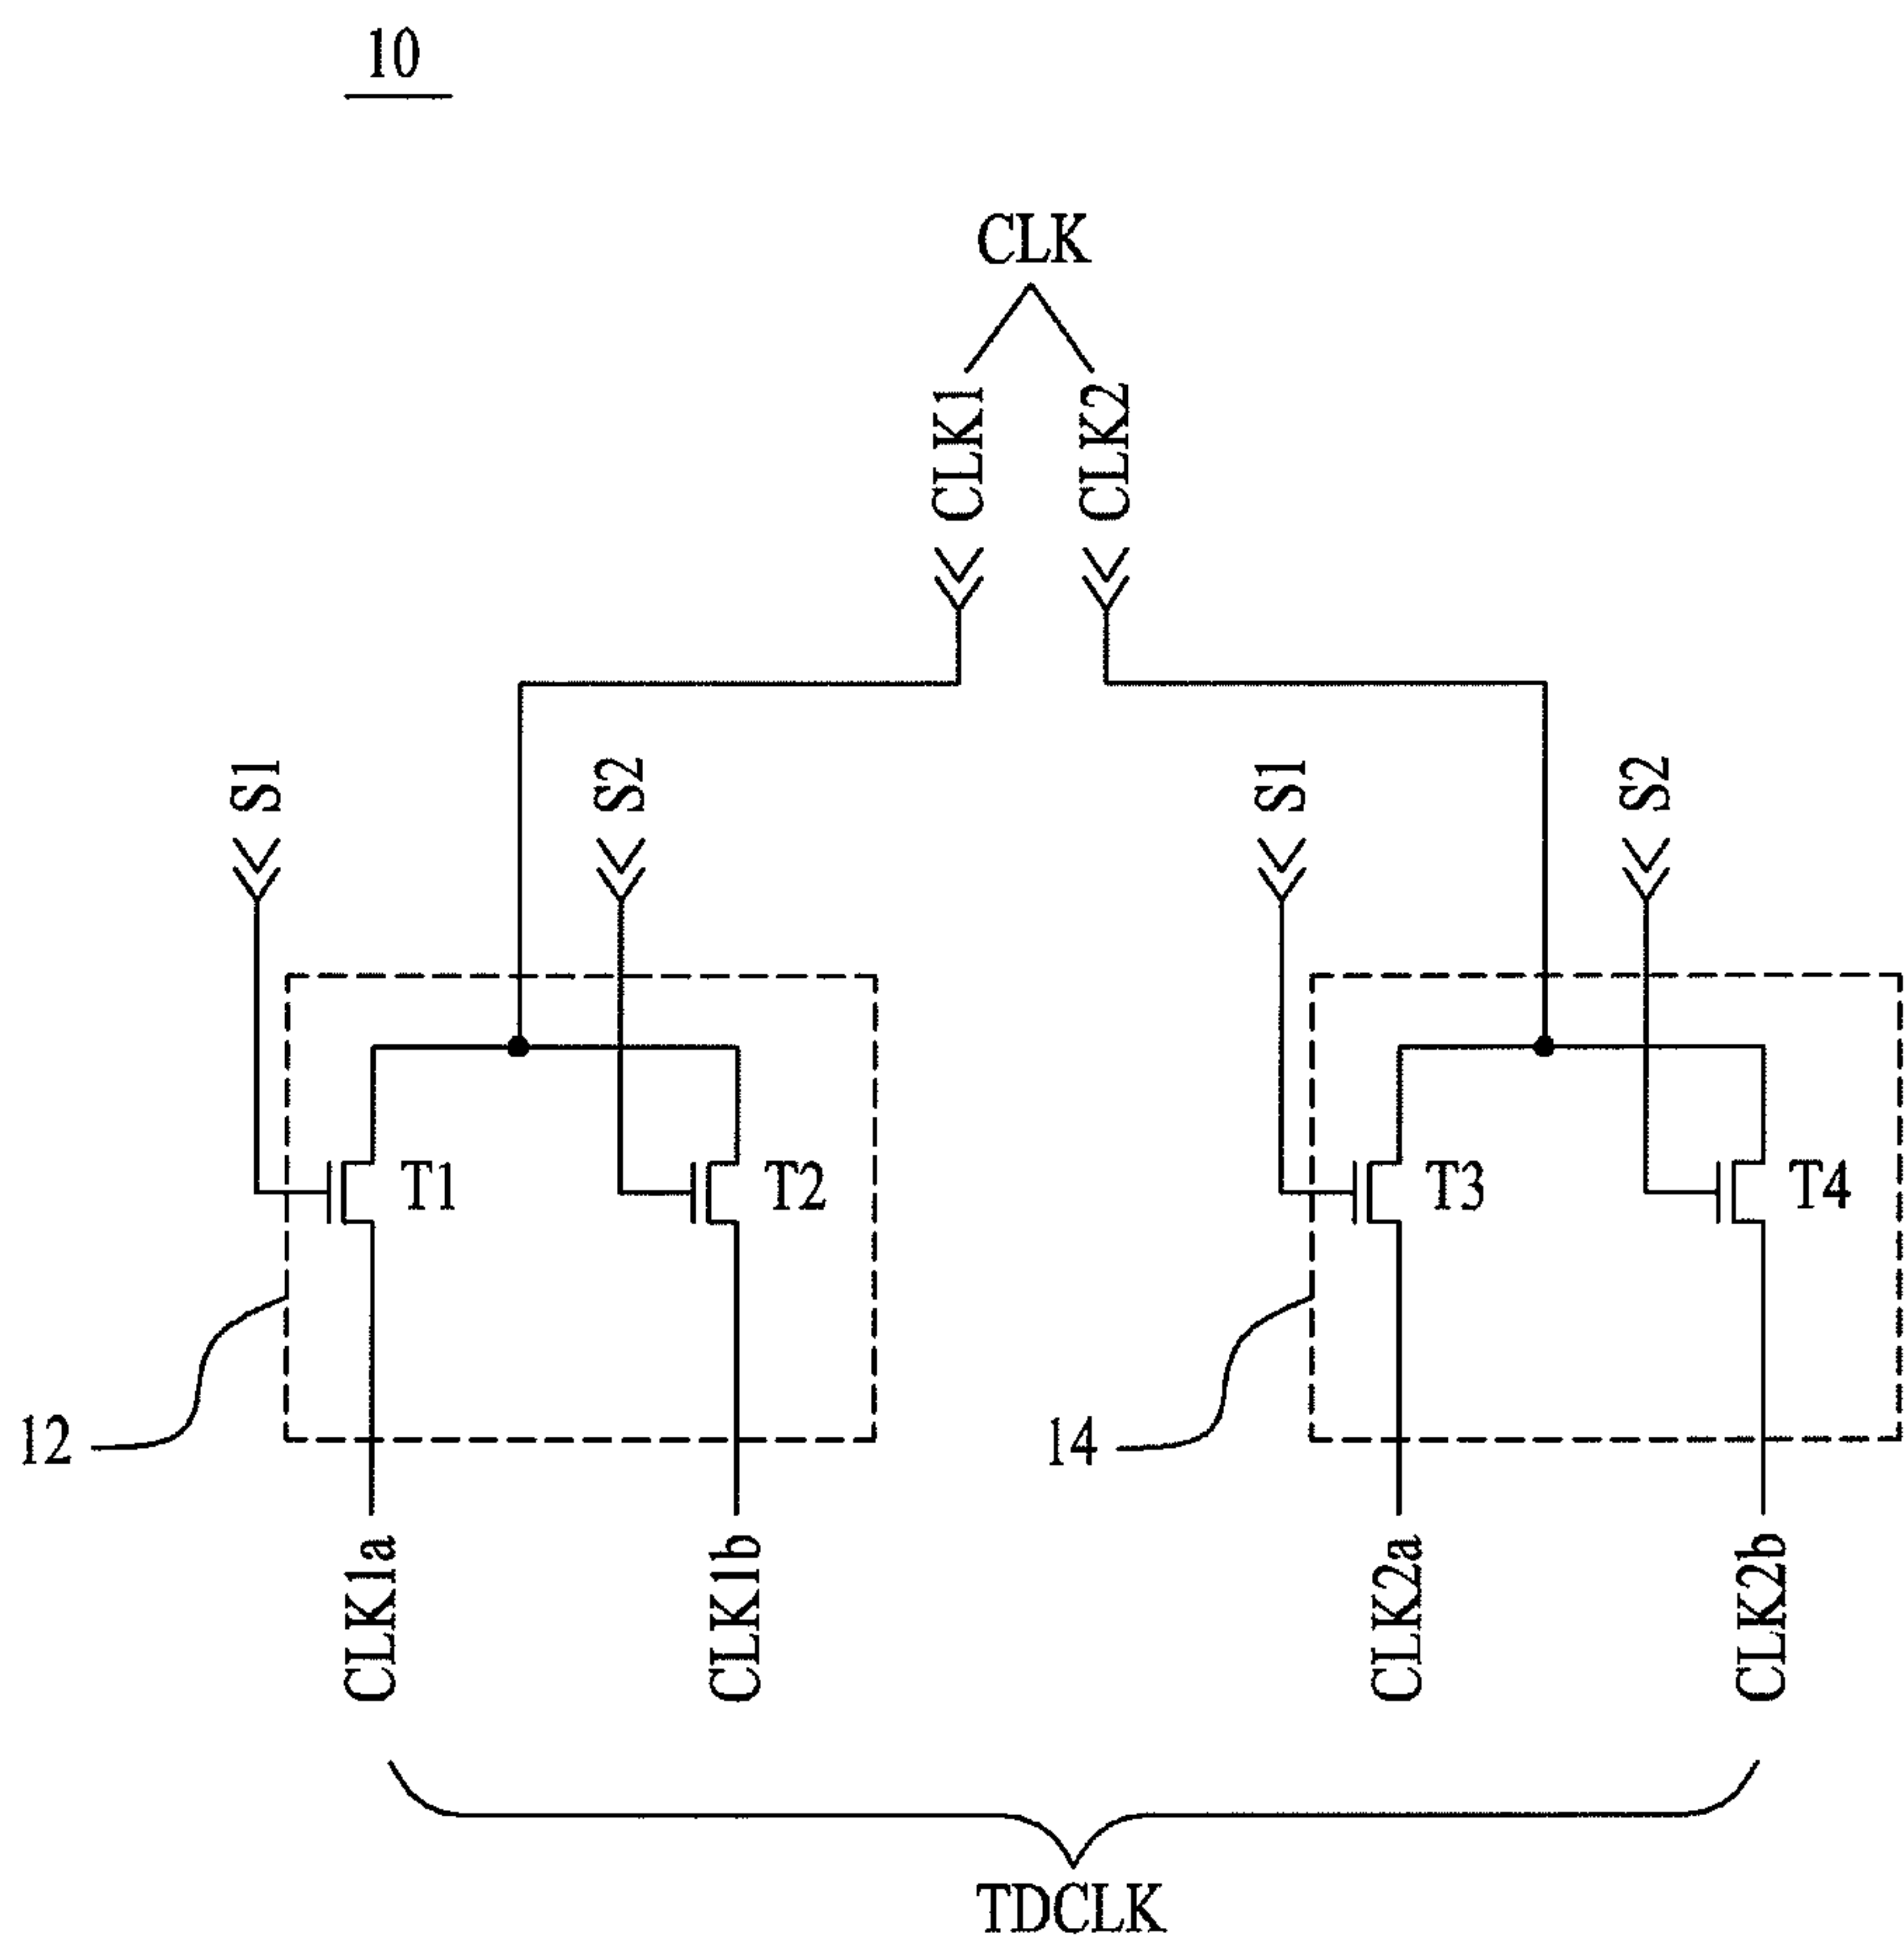 10
CLK
CLK1
CLK2
S1
S2
S1
S2
T1
T2
T3
T4
12
14
CLK1a
CLK1b
CLK2a
CLK2b
TDCLK